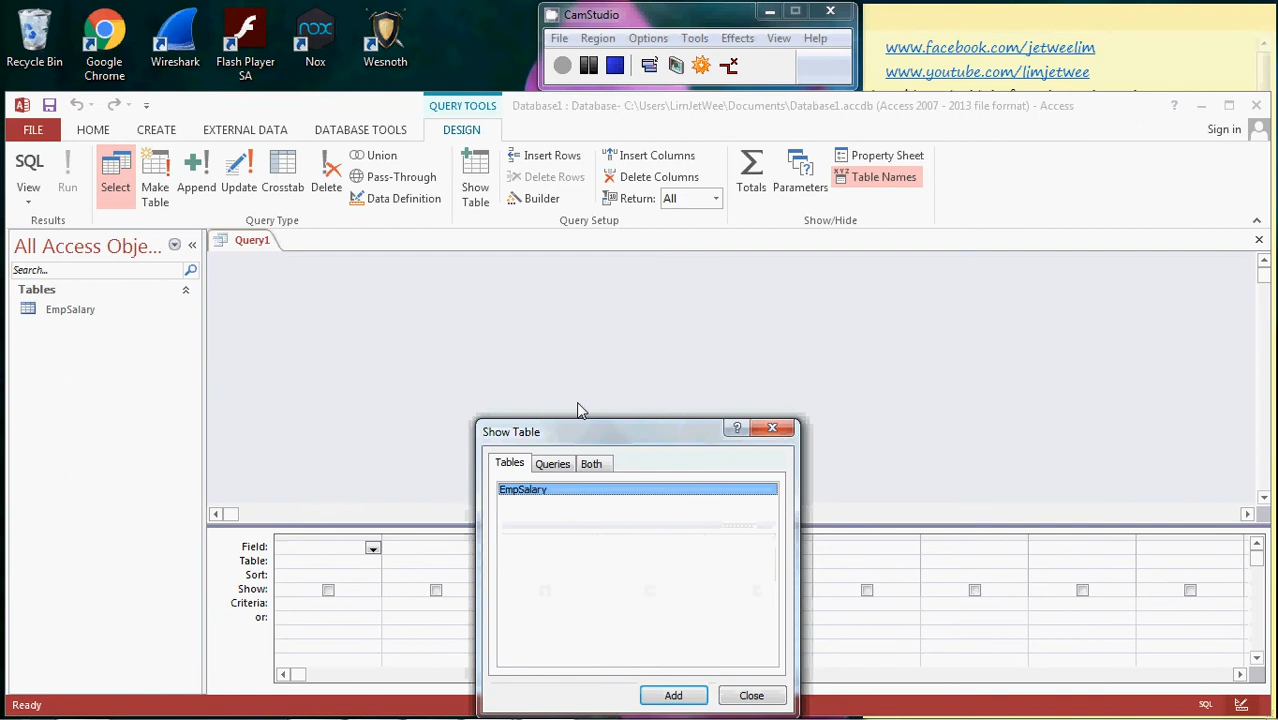 Recycle Bin
Google Chrome
Wireshark
Flash Player SA
nox
Nox
Wesnoth
CamStudio
File Region Options Tools Effects View Help
www.facebook.com/jetweelim
www.youtube.com/limjetwee
QUERY TOOLS
Database1 : Database- C:\Users\LimJetWee\Documents\Database1.accdb (Access 2007 - 2013 file format) - Access
?
FILE HOME CREATE EXTERNAL DATA DATABASE TOOLS DESIGN
Sign in
SQL View
! Run
Select
Make Table
Append
Update
Crosstab
Delete
Union
Pass-Through
Data Definition
Show Table
Insert Rows
Delete Rows
Builder
Insert Columns
Delete Columns
Return: All
Totals
Parameters
Property Sheet
XYZ Table Names
Results
Query Type
Query Setup
Show/Hide
All Access Obje... «
Search...
Tables
EmpSalary
Query1
Show Table
?
Tables Queries Both
EmpSalary
Add Close
Field:
Table:
Sort:
Show:
Criteria:
or:
Ready
SQL